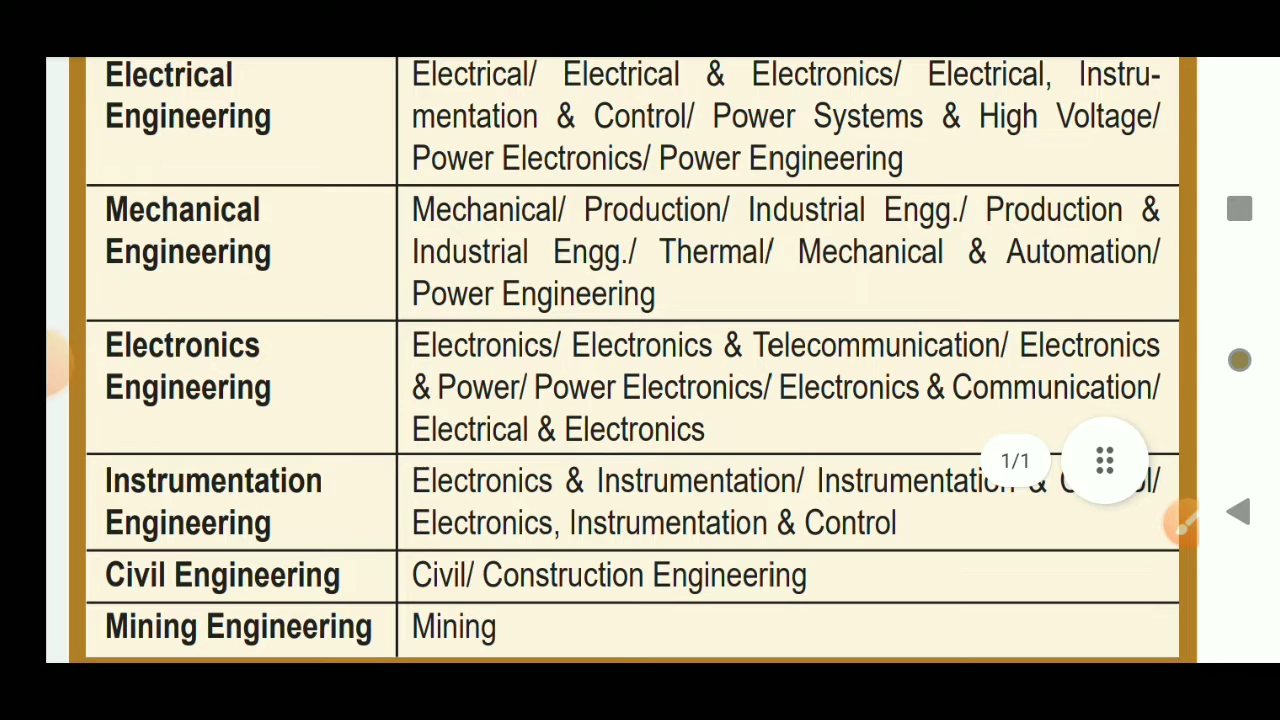 Electrical Engineering
Electrical/ Electrical & Electronics/ Electrical, Instru-
mentation & Control/ Power Systems & High Voltage/
Power Electronics/ Power Engineering
Mechanical Engineering
Mechanical/ Production/ Industrial Engg./ Production &
Industrial Engg./ Thermal/ Mechanical & Automation/
Power Engineering
Electronics Engineering
Electronics/ Electronics & Telecommunication/ Electronics
& Power/ Power Electronics/ Electronics & Communication/
Electrical & Electronics
1/1
Instrumentation Engineering
Electronics & Instrumentation/ Instrumentation &
Electronics, Instrumentation & Control
Civil Engineering
Civil/ Construction Engineering
Mining Engineering
Mining